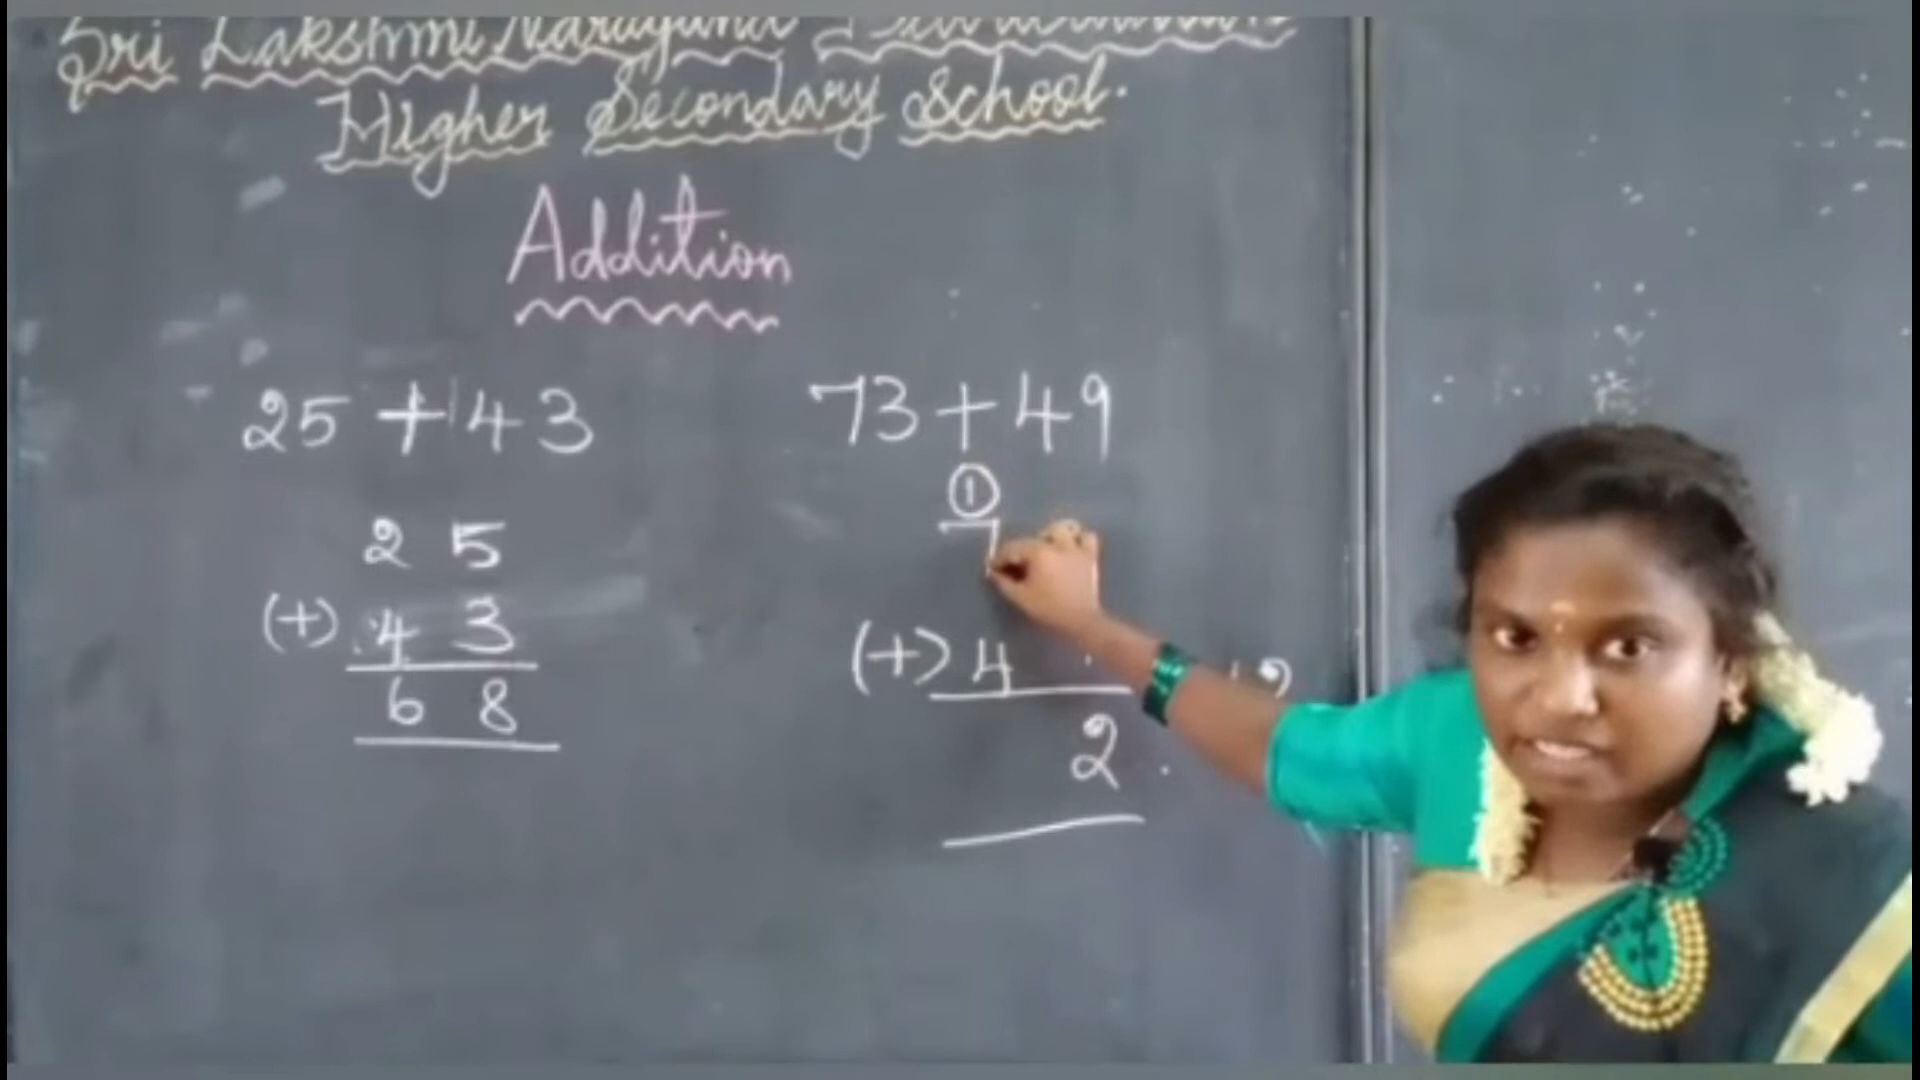 Sri Lakshmi Narayana
Higher Secondary School.
Addition
25 + 43
2 5
(+) 4 3
6 8
73 + 49
1
7
(+) 4
2